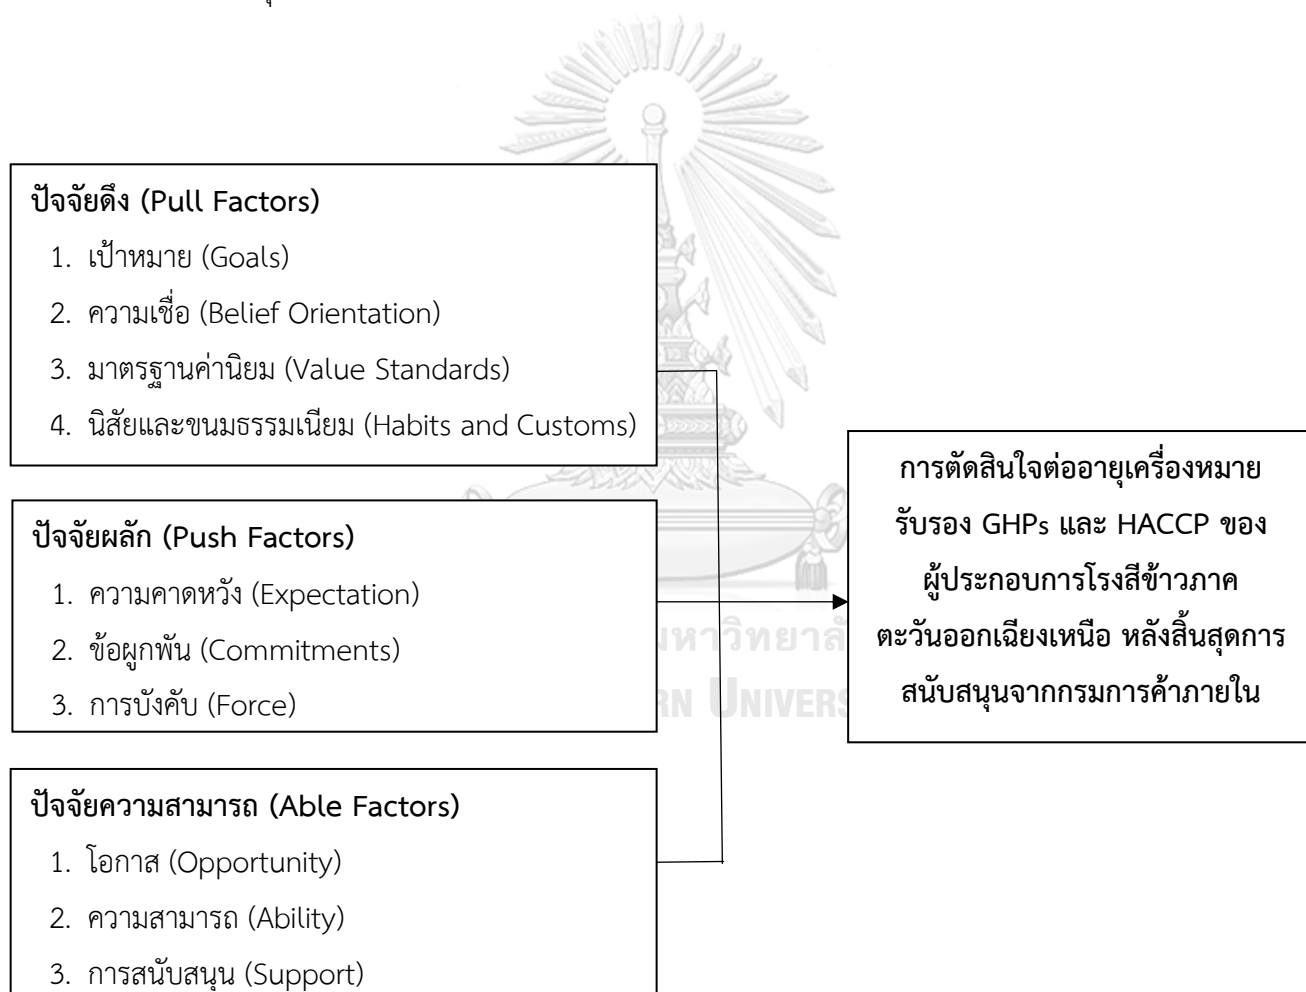 ปัจจัยดึง (Pull Factors)
1. เป้าหมาย (Goals)
2. ความเชื่อ (Belief Orientation)
3. มาตรฐานค่านิยม (Value Standards)
4. นิสัยและขนมธรรมเนียม (Habits and Customs)
ปัจจัยผลัก (Push Factors)
1. ความคาดหวัง (Expectation)
2. ข้อผูกพัน (Commitments)
3. การบังคับ (Force)
ปัจจัยความสามารถ (Able Factors)
1. โอกาส (Opportunity)
2. ความสามารถ (Ability)
3. การสนับสนุน (Support)
การตัดสินใจต่ออายุเครื่องหมาย
รับรอง GHPs และ HACCP ของ
ผู้ประกอบการโรงสีข้าวภาค
ตะวันออกเฉียงเหนือ หลังสิ้นสุดการ
สนับสนุนจากกรมการค้าภายใน